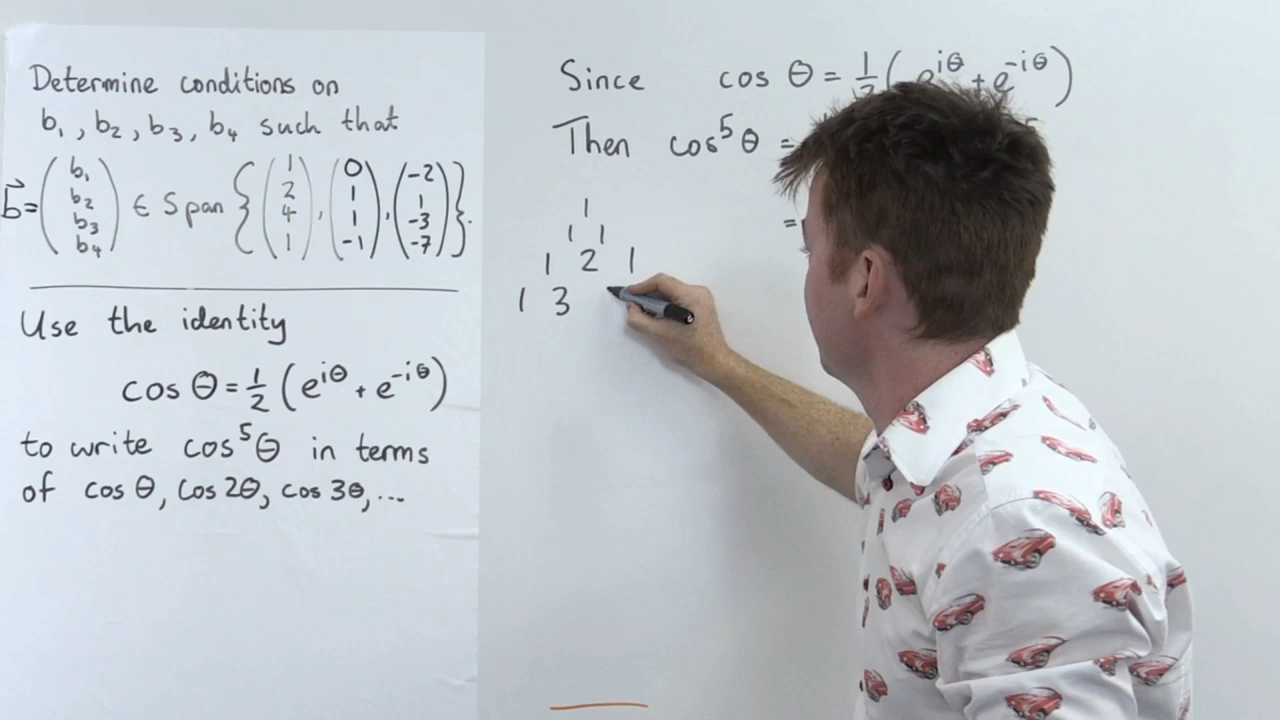 Determine conditions on
b₁, b₂, b₃, b₄ such that
b⃗ = (b₁ b₂ b₃ b₄) ∈ Span {(1 2 4 1), (0 1 1 -1), (-2 1 -3 -7)}.
Use the identity
cos θ = 1/2 (e^{iθ} + e^{-iθ})
to write cos⁵θ in terms
of cos θ, cos 2θ, cos 3θ, ...
Since cos θ = 1/2 (e^{iθ} + e^{-iθ})
Then cos⁵θ =
=
1
1 1
1 2 1
1 3